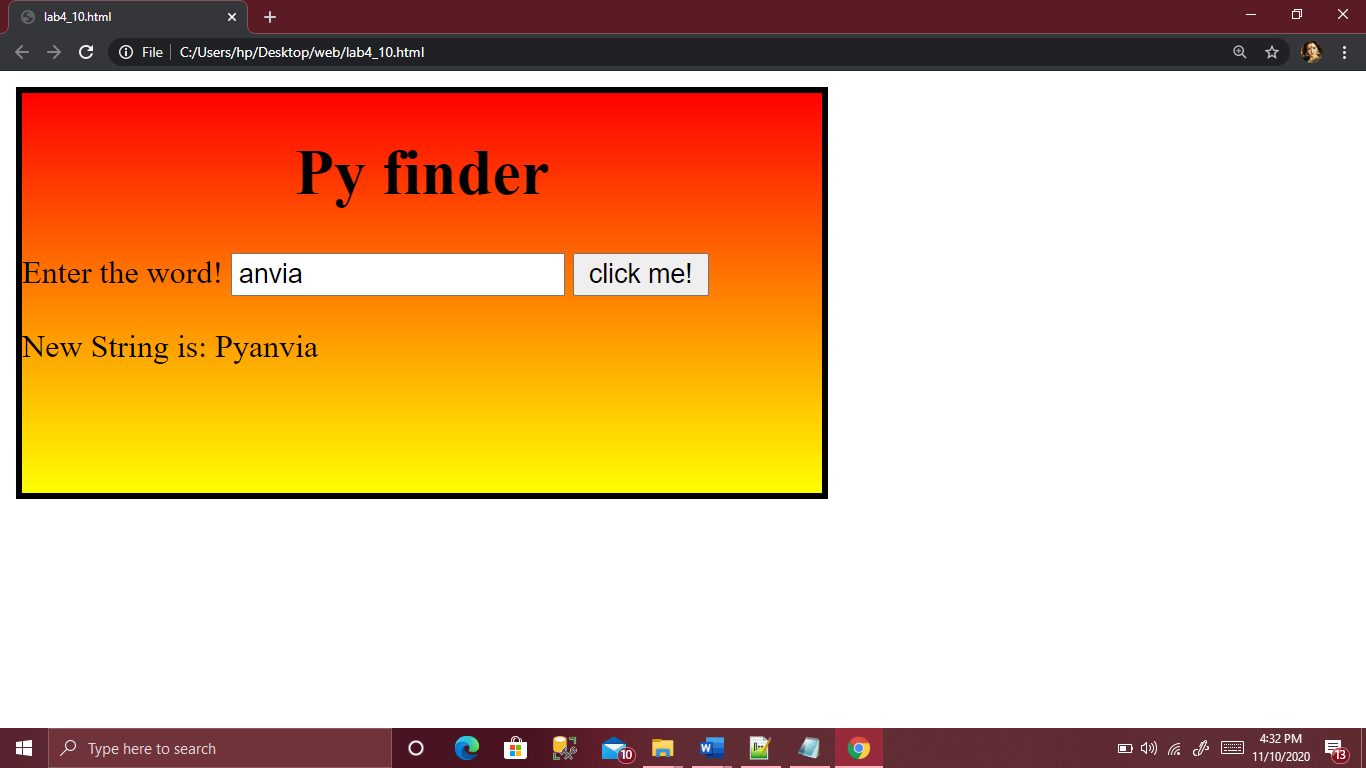 lab4_10.html
File C:/Users/hp/Desktop/web/lab4_10.html
Py finder
Enter the word! anvia click me!
New String is: Pyanvia
Type here to search
10
4:32 PM
11/10/2020
13